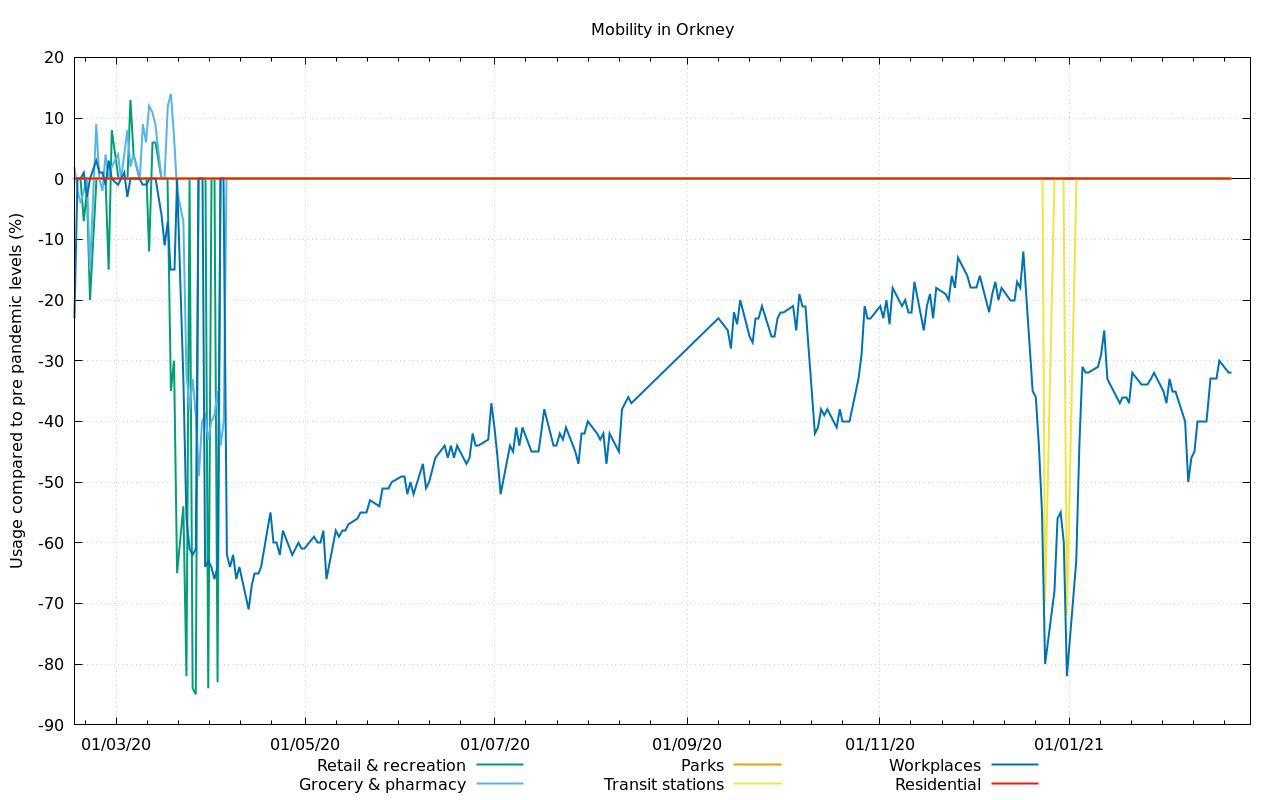 Mobility in Orkney
Usage compared to pre pandemic levels (%)
20
10
0
-10
-20
-30
-40
-50
-60
-70
-80
-90
01/03/20 01/05/20 01/07/20 01/09/20 01/11/20 01/01/21
Retail & recreation Parks Workplaces
Grocery & pharmacy Transit stations Residential